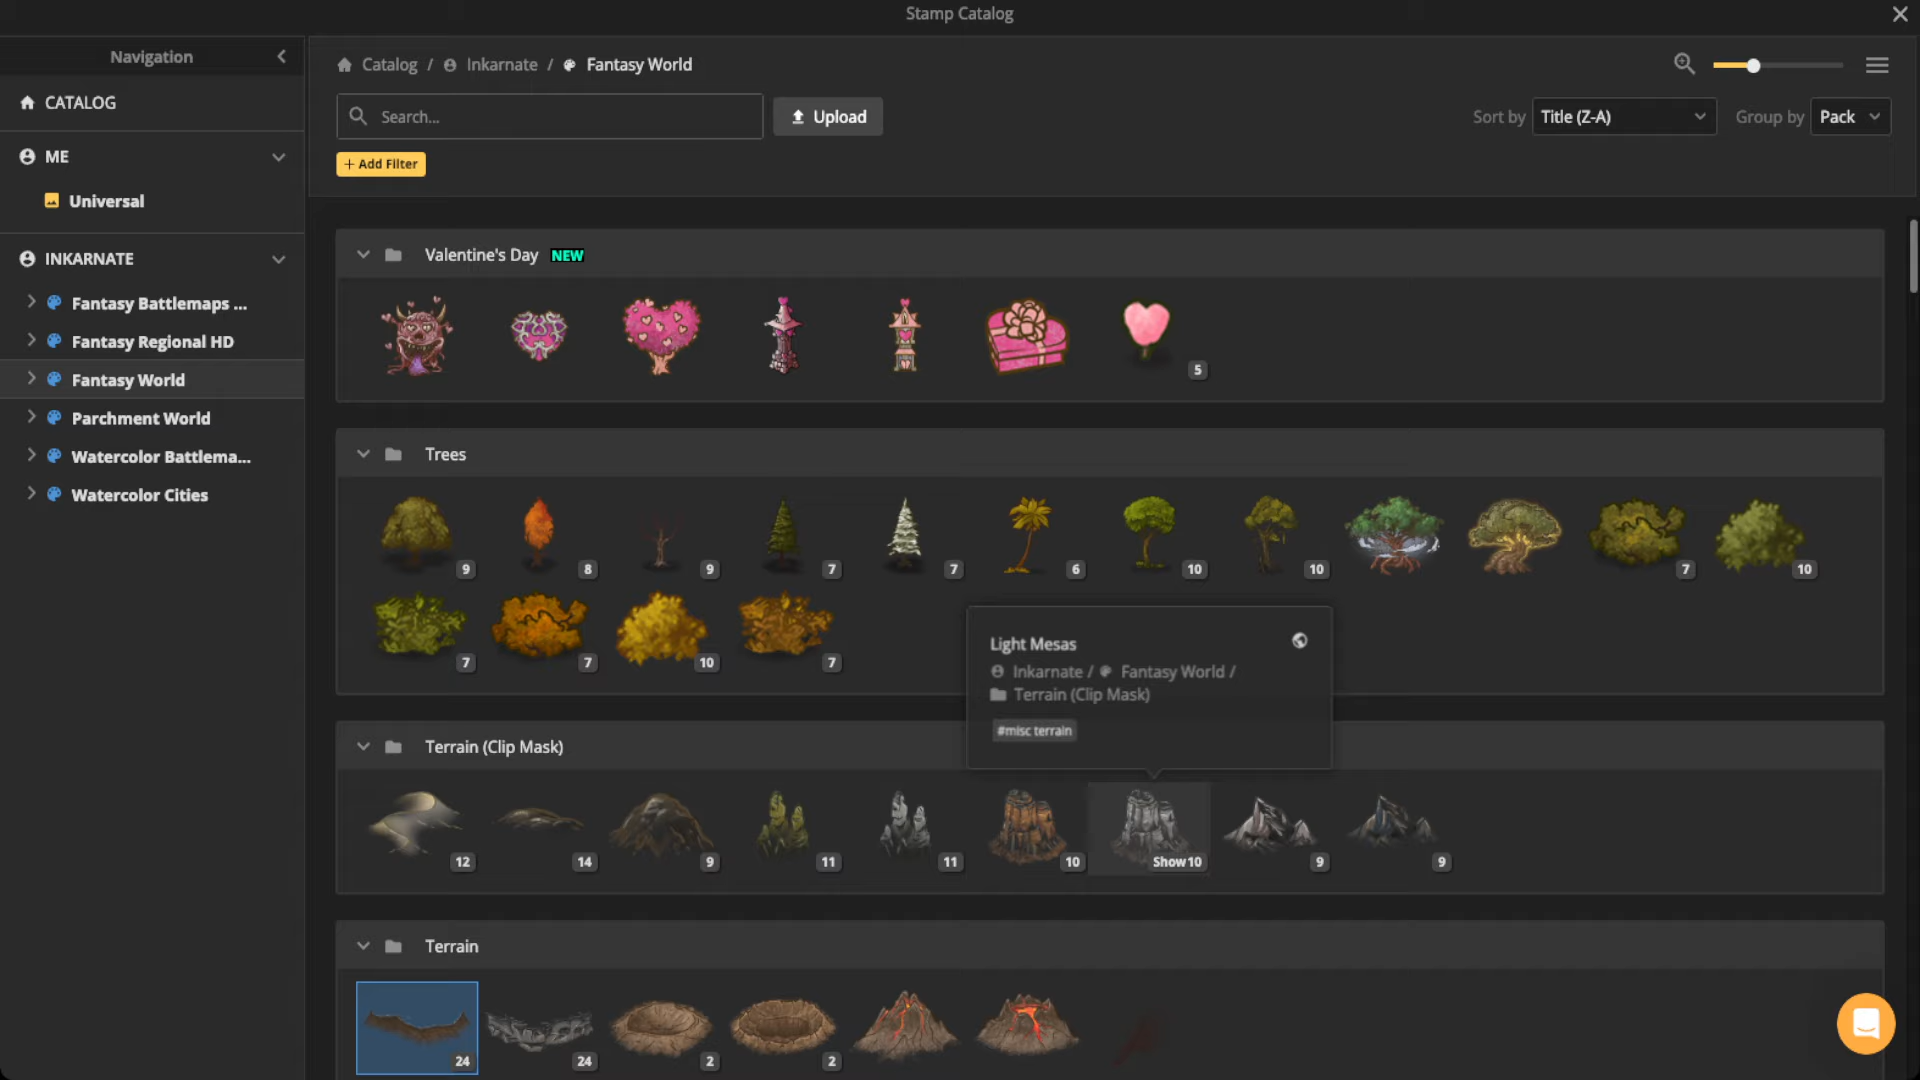 Stamp Catalog
Navigation
CATALOG
ME
Universal
INKARNATE
Fantasy Battlemaps ...
Fantasy Regional HD
Fantasy World
Parchment World
Watercolor Battlema...
Watercolor Cities
Catalog / Inkarnate / Fantasy World
Search...
Upload
Sort by Title (Z-A) Group by Pack
+ Add Filter
Valentine's Day NEW
5
Trees
9 8 9 7 7 6 10 10 7 10
7 7 10 7
Light Mesas
Inkarnate / Fantasy World /
Terrain (Clip Mask)
#misc terrain
Terrain (Clip Mask)
12 14 9 11 11 10 Show 10 9 9
Terrain
24 24 2 2